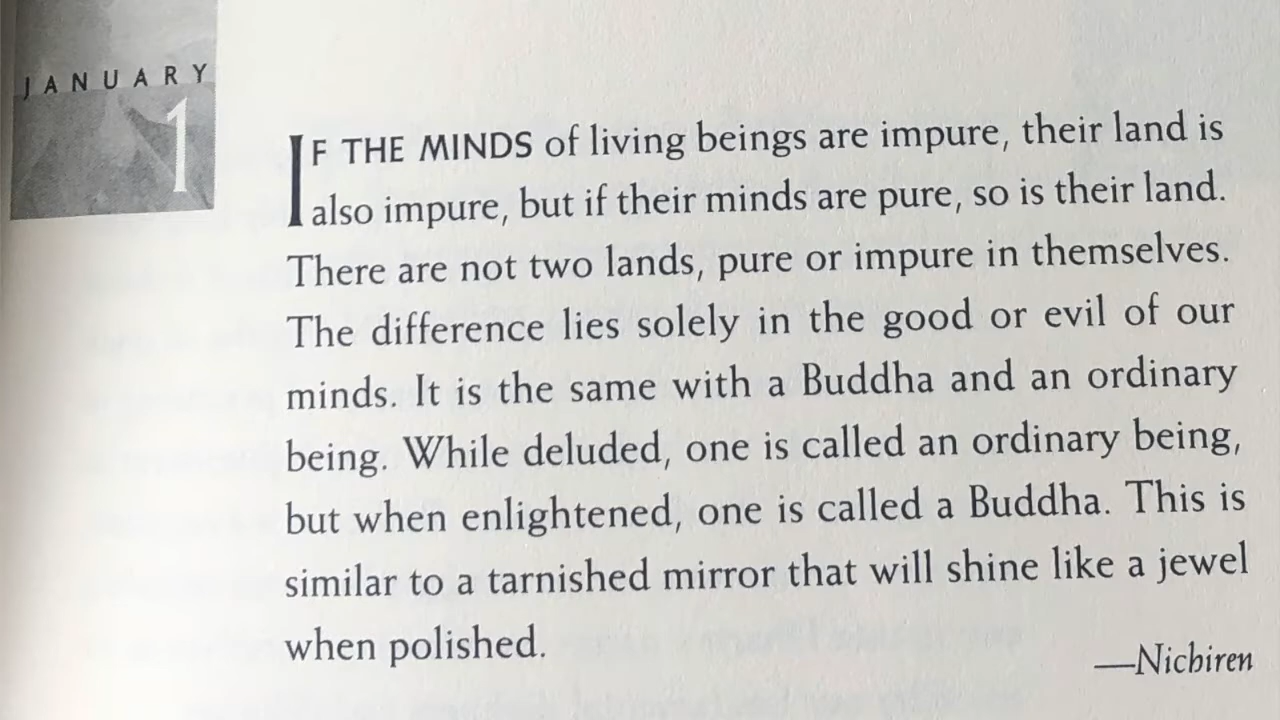 JANUARY
1
IF THE MINDS of living beings are impure, their land is
also impure, but if their minds are pure, so is their land.
There are not two lands, pure or impure in themselves.
The difference lies solely in the good or evil of our
minds. It is the same with a Buddha and an ordinary
being. While deluded, one is called an ordinary being,
but when enlightened, one is called a Buddha. This is
similar to a tarnished mirror that will shine like a jewel
when polished.
—Nichiren